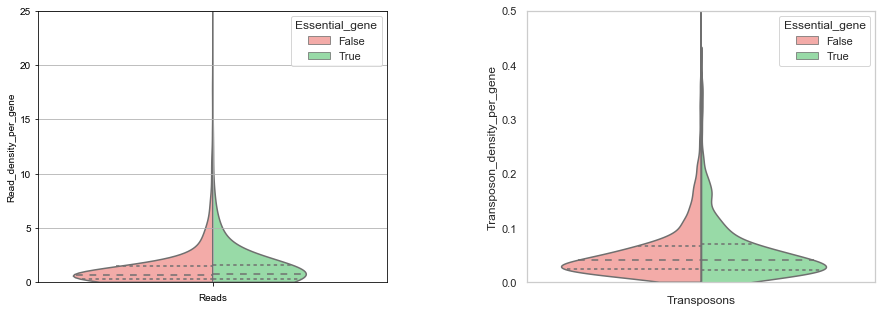 25
20
15
10
5
0
Read_density_per_gene
Reads
Essential_gene
False
True
0.5
0.4
0.3
0.2
0.1
0.0
Transposon_density_per_gene
Transposons
Essential_gene
False
True